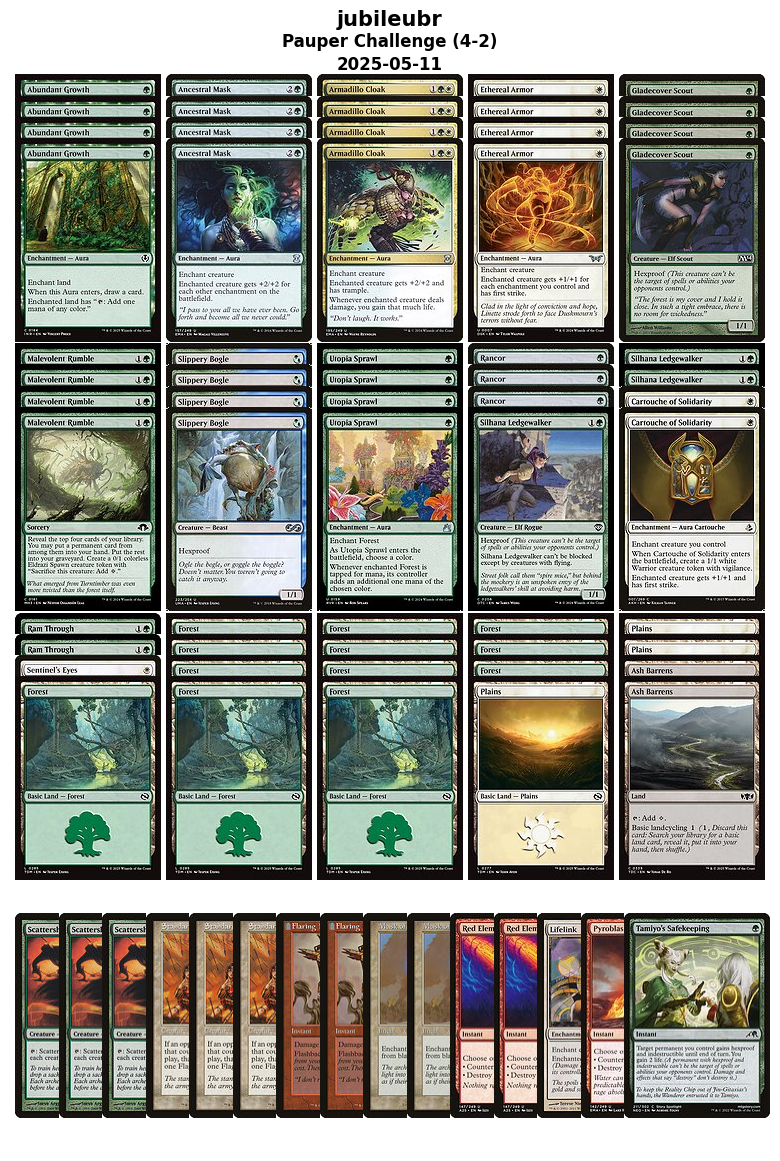 jubileubr
Pauper Challenge (4-2)
2025-05-11
Abundant Growth
Abundant Growth
Abundant Growth
Abundant Growth
Enchantment — Aura
Enchant land
When this Aura enters, draw a card.
Enchanted land has "T: Add one
mana of any color."
Ancestral Mask
Ancestral Mask
Ancestral Mask
Ancestral Mask
Enchantment — Aura
Enchant creature
Enchanted creature gets +2/+2 for
each other enchantment on the
battlefield.
"I pass to you all we have ever been. Go
forth and become all we never could."
Armadillo Cloak
Armadillo Cloak
Armadillo Cloak
Armadillo Cloak
Enchantment — Aura
Enchant creature
Enchanted creature gets +2/+2 and
has trample.
Whenever enchanted creature deals
damage, you gain that much life.
"Don't laugh. It works."
Ethereal Armor
Ethereal Armor
Ethereal Armor
Ethereal Armor
Enchantment — Aura
Enchant creature
Enchanted creature gets +1/+1 for
each enchantment you control and
has first strike.
Clad in the light of conviction and hope,
Linette strode forth to face Duskmourn's
terrors without fear.
Gladecover Scout
Gladecover Scout
Gladecover Scout
Gladecover Scout
Creature — Elf Scout
Hexproof (This creature can't be
the target of spells or abilities your
opponents control.)
"The forest is my cover and I hold it
close. In such a tight embrace, there is
no room for wickedness."
1/1
Malevolent Rumble
Malevolent Rumble
Malevolent Rumble
Malevolent Rumble
Sorcery
Reveal the top four cards of your library.
You may put a permanent card from
among them into your hand. Put the rest
into your graveyard. Create a 0/1 colorless
Eldrazi Spawn creature token with
"Sacrifice this creature: Add C."
What emerged from Turntimber was even
more twisted than the forest itself.
Slippery Bogle
Slippery Bogle
Slippery Bogle
Slippery Bogle
Creature — Beast
Hexproof
Ogle the bogle, or goggle the boggle?
Doesn't matter. You weren't going to
catch it anyway.
1/1
Utopia Sprawl
Utopia Sprawl
Utopia Sprawl
Utopia Sprawl
Enchantment — Aura
Enchant Forest
As Utopia Sprawl enters the
battlefield, choose a color.
Whenever enchanted Forest is
tapped for mana, its controller
adds an additional one mana of the
chosen color.
Rancor
Rancor
Rancor
Silhana Ledgewalker
Creature — Elf Rogue
Hexproof (This creature can't be the
target of spells or abilities your opponents control.)
Silhana Ledgewalker can't be blocked
except by creatures with flying.
Street folk call them "spire mice," but behind
the mockery is an unspoken envy of the
ledgewalkers' skill at avoiding harm.
1/1
Silhana Ledgewalker
Silhana Ledgewalker
Cartouche of Solidarity
Cartouche of Solidarity
Enchantment — Aura Cartouche
Enchant creature you control
When Cartouche of Solidarity enters
the battlefield, create a 1/1 white
Warrior creature token with vigilance.
Enchanted creature gets +1/+1 and
has first strike.
Ram Through
Ram Through
Sentinel's Eyes
Forest
Basic Land — Forest
Forest
Forest
Forest
Forest
Basic Land — Forest
Forest
Forest
Forest
Forest
Basic Land — Forest
Forest
Forest
Forest
Plains
Basic Land — Plains
Plains
Plains
Ash Barrens
Ash Barrens
Land
T: Add C.
Basic landcycling 1 (1, Discard this
card: Search your library for a basic
land card, reveal it, put it into your
hand, then shuffle.)
Scattersh
Scattersh
Scattersh
Standar
Standar
Standar
Flaring
Flaring
Mask of
Mask of
Red Elem
Red Elem
Lifelink
Pyroblas
Tamiyo's Safekeeping
Instant
Target permanent you control gains hexproof
and indestructible until end of turn. You
gain 2 life. (A permanent with hexproof and
indestructible can't be the target of spells or
abilities your opponents control. Damage and
effects that say "destroy" don't destroy it.)
To keep the Reality Chip out of Jin-Gitaxias's
hands, the Wanderer entrusted it to Tamiyo.